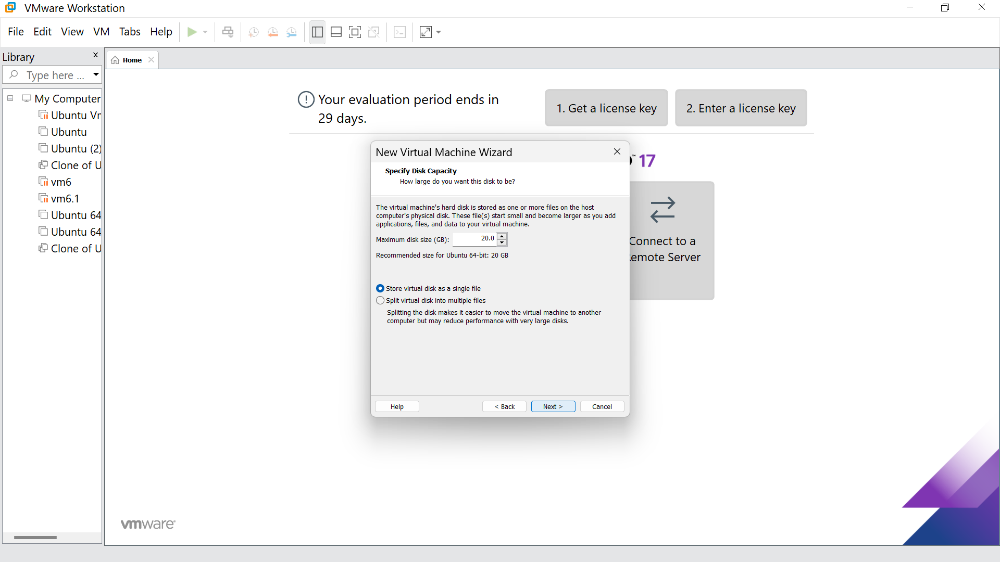 VMware Workstation
File Edit View VM Tabs Help
Library
Type here ...
My Computer
Ubuntu Vr
Ubuntu
Ubuntu (2)
Clone of U
vm6
vm6.1
Ubuntu 64
Ubuntu 64
Clone of U
Home
Your evaluation period ends in
29 days.
1. Get a license key
2. Enter a license key
™ 17
Connect to a
emote Server
New Virtual Machine Wizard
Specify Disk Capacity
How large do you want this disk to be?
The virtual machine's hard disk is stored as one or more files on the host
computer's physical disk. These file(s) start small and become larger as you add
applications, files, and data to your virtual machine.
Maximum disk size (GB): 20.0
Recommended size for Ubuntu 64-bit: 20 GB
Store virtual disk as a single file
Split virtual disk into multiple files
Splitting the disk makes it easier to move the virtual machine to another
computer but may reduce performance with very large disks.
Help < Back Next > Cancel
vmware